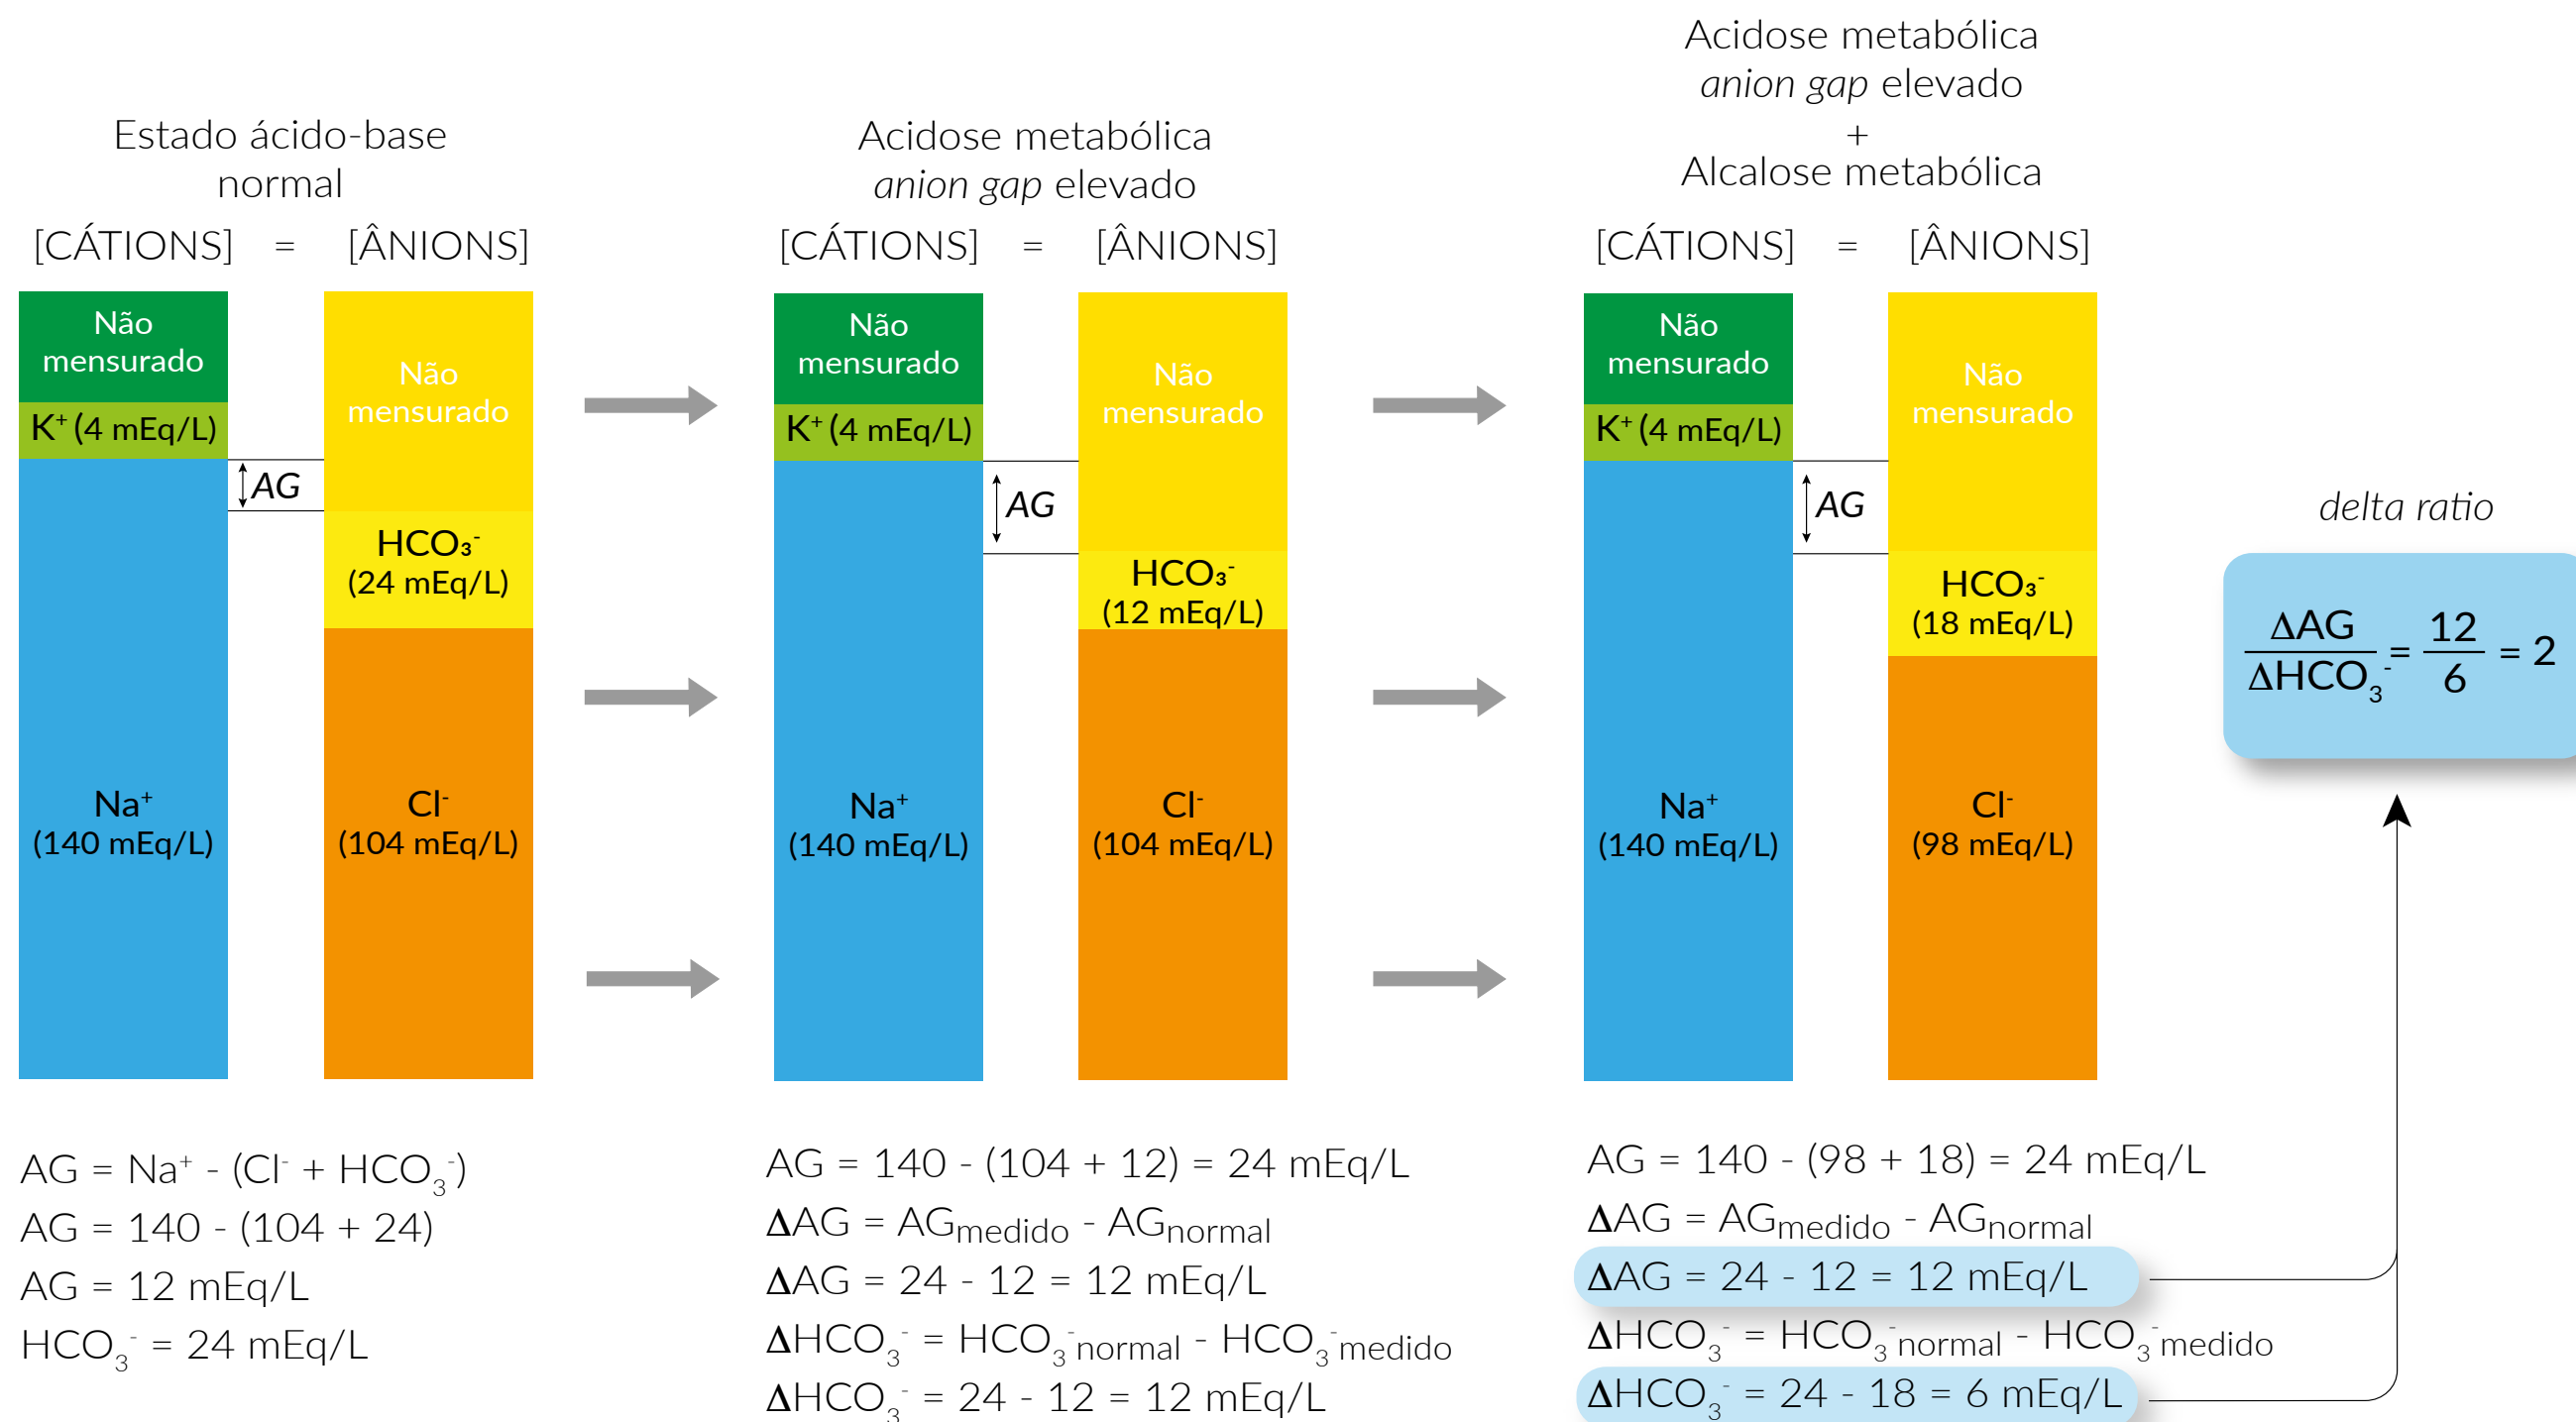 Estado ácido-base
normal
[CÁTIONS] = [ÂNIONS]
Não
mensurado
K⁺ (4 mEq/L)
Na⁺
(140 mEq/L)
AG
Não
mensurado
HCO₃⁻
(24 mEq/L)
Cl⁻
(104 mEq/L)
AG = Na⁺ - (Cl⁻ + HCO₃⁻)
AG = 140 - (104 + 24)
AG = 12 mEq/L
HCO₃⁻ = 24 mEq/L
Acidose metabólica
anion gap elevado
[CÁTIONS] = [ÂNIONS]
Não
mensurado
K⁺ (4 mEq/L)
Na⁺
(140 mEq/L)
AG
Não
mensurado
HCO₃⁻
(12 mEq/L)
Cl⁻
(104 mEq/L)
AG = 140 - (104 + 12) = 24 mEq/L
ΔAG = AGmedido - AGnormal
ΔAG = 24 - 12 = 12 mEq/L
ΔHCO₃⁻ = HCO₃⁻normal - HCO₃⁻medido
ΔHCO₃⁻ = 24 - 12 = 12 mEq/L
Acidose metabólica
anion gap elevado
+
Alcalose metabólica
[CÁTIONS] = [ÂNIONS]
Não
mensurado
K⁺ (4 mEq/L)
Na⁺
(140 mEq/L)
AG
Não
mensurado
HCO₃⁻
(18 mEq/L)
Cl⁻
(98 mEq/L)
AG = 140 - (98 + 18) = 24 mEq/L
ΔAG = AGmedido - AGnormal
ΔAG = 24 - 12 = 12 mEq/L
ΔHCO₃⁻ = HCO₃⁻normal - HCO₃⁻medido
ΔHCO₃⁻ = 24 - 18 = 6 mEq/L
delta ratio
ΔAG/ΔHCO₃⁻ = 12/6 = 2